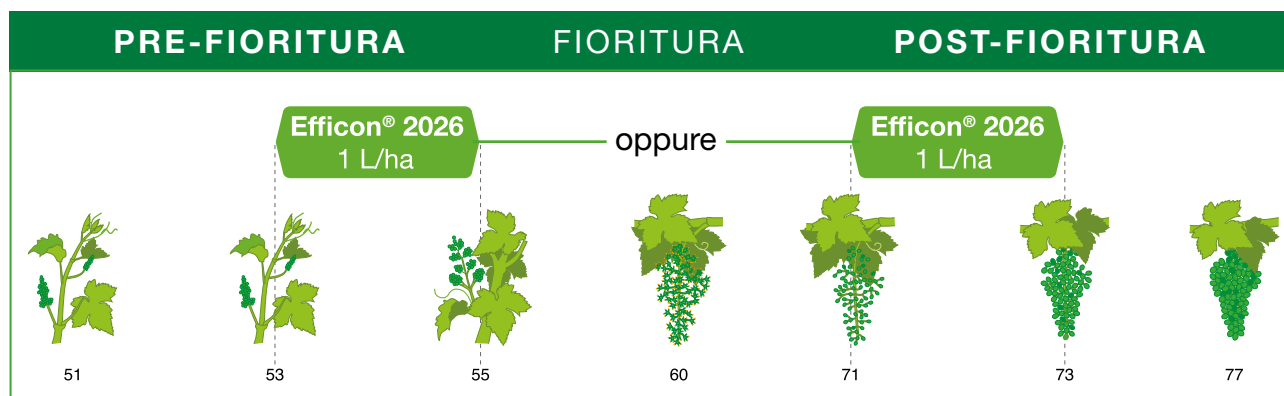 PRE-FIORITURA FIORITURA POST-FIORITURA
Efficon® 2026
1 L/ha
oppure
Efficon® 2026
1 L/ha
51 53 55 60 71 73 77